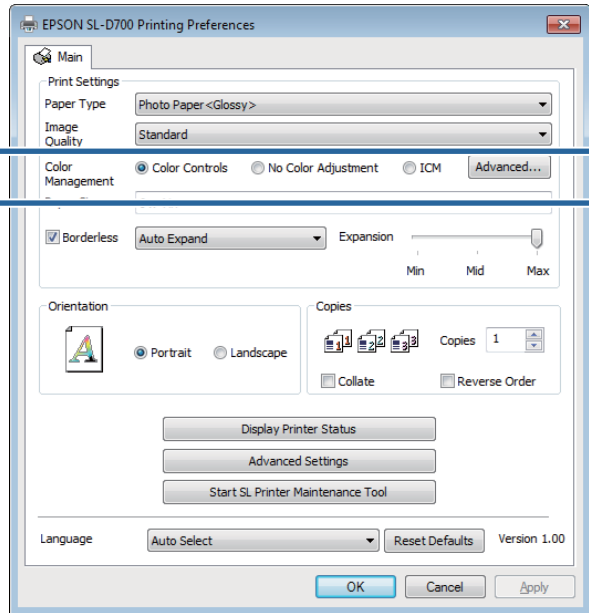 EPSON SL-D700 Printing Preferences
Main
Print Settings
Paper Type Photo Paper<Glossy>
Image
Quality Standard
Color
Management Color Controls No Color Adjustment ICM Advanced...
Borderless Auto Expand Expansion
Min Mid Max
Orientation Copies
Portrait Landscape Copies 1
Collate Reverse Order
Display Printer Status
Advanced Settings
Start SL Printer Maintenance Tool
Language Auto Select Reset Defaults Version 1.00
OK Cancel Apply